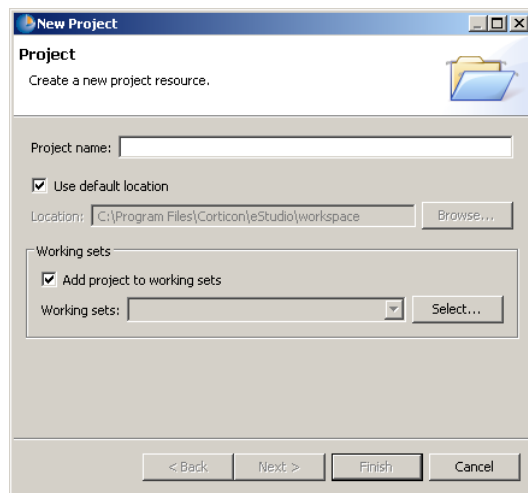 New Project
Project
Create a new project resource.
Project name:
Use default location
Location: C:\Program Files\Corticon\eStudio\workspace Browse...
Working sets
Add project to working sets
Working sets: Select...
< Back Next > Finish Cancel